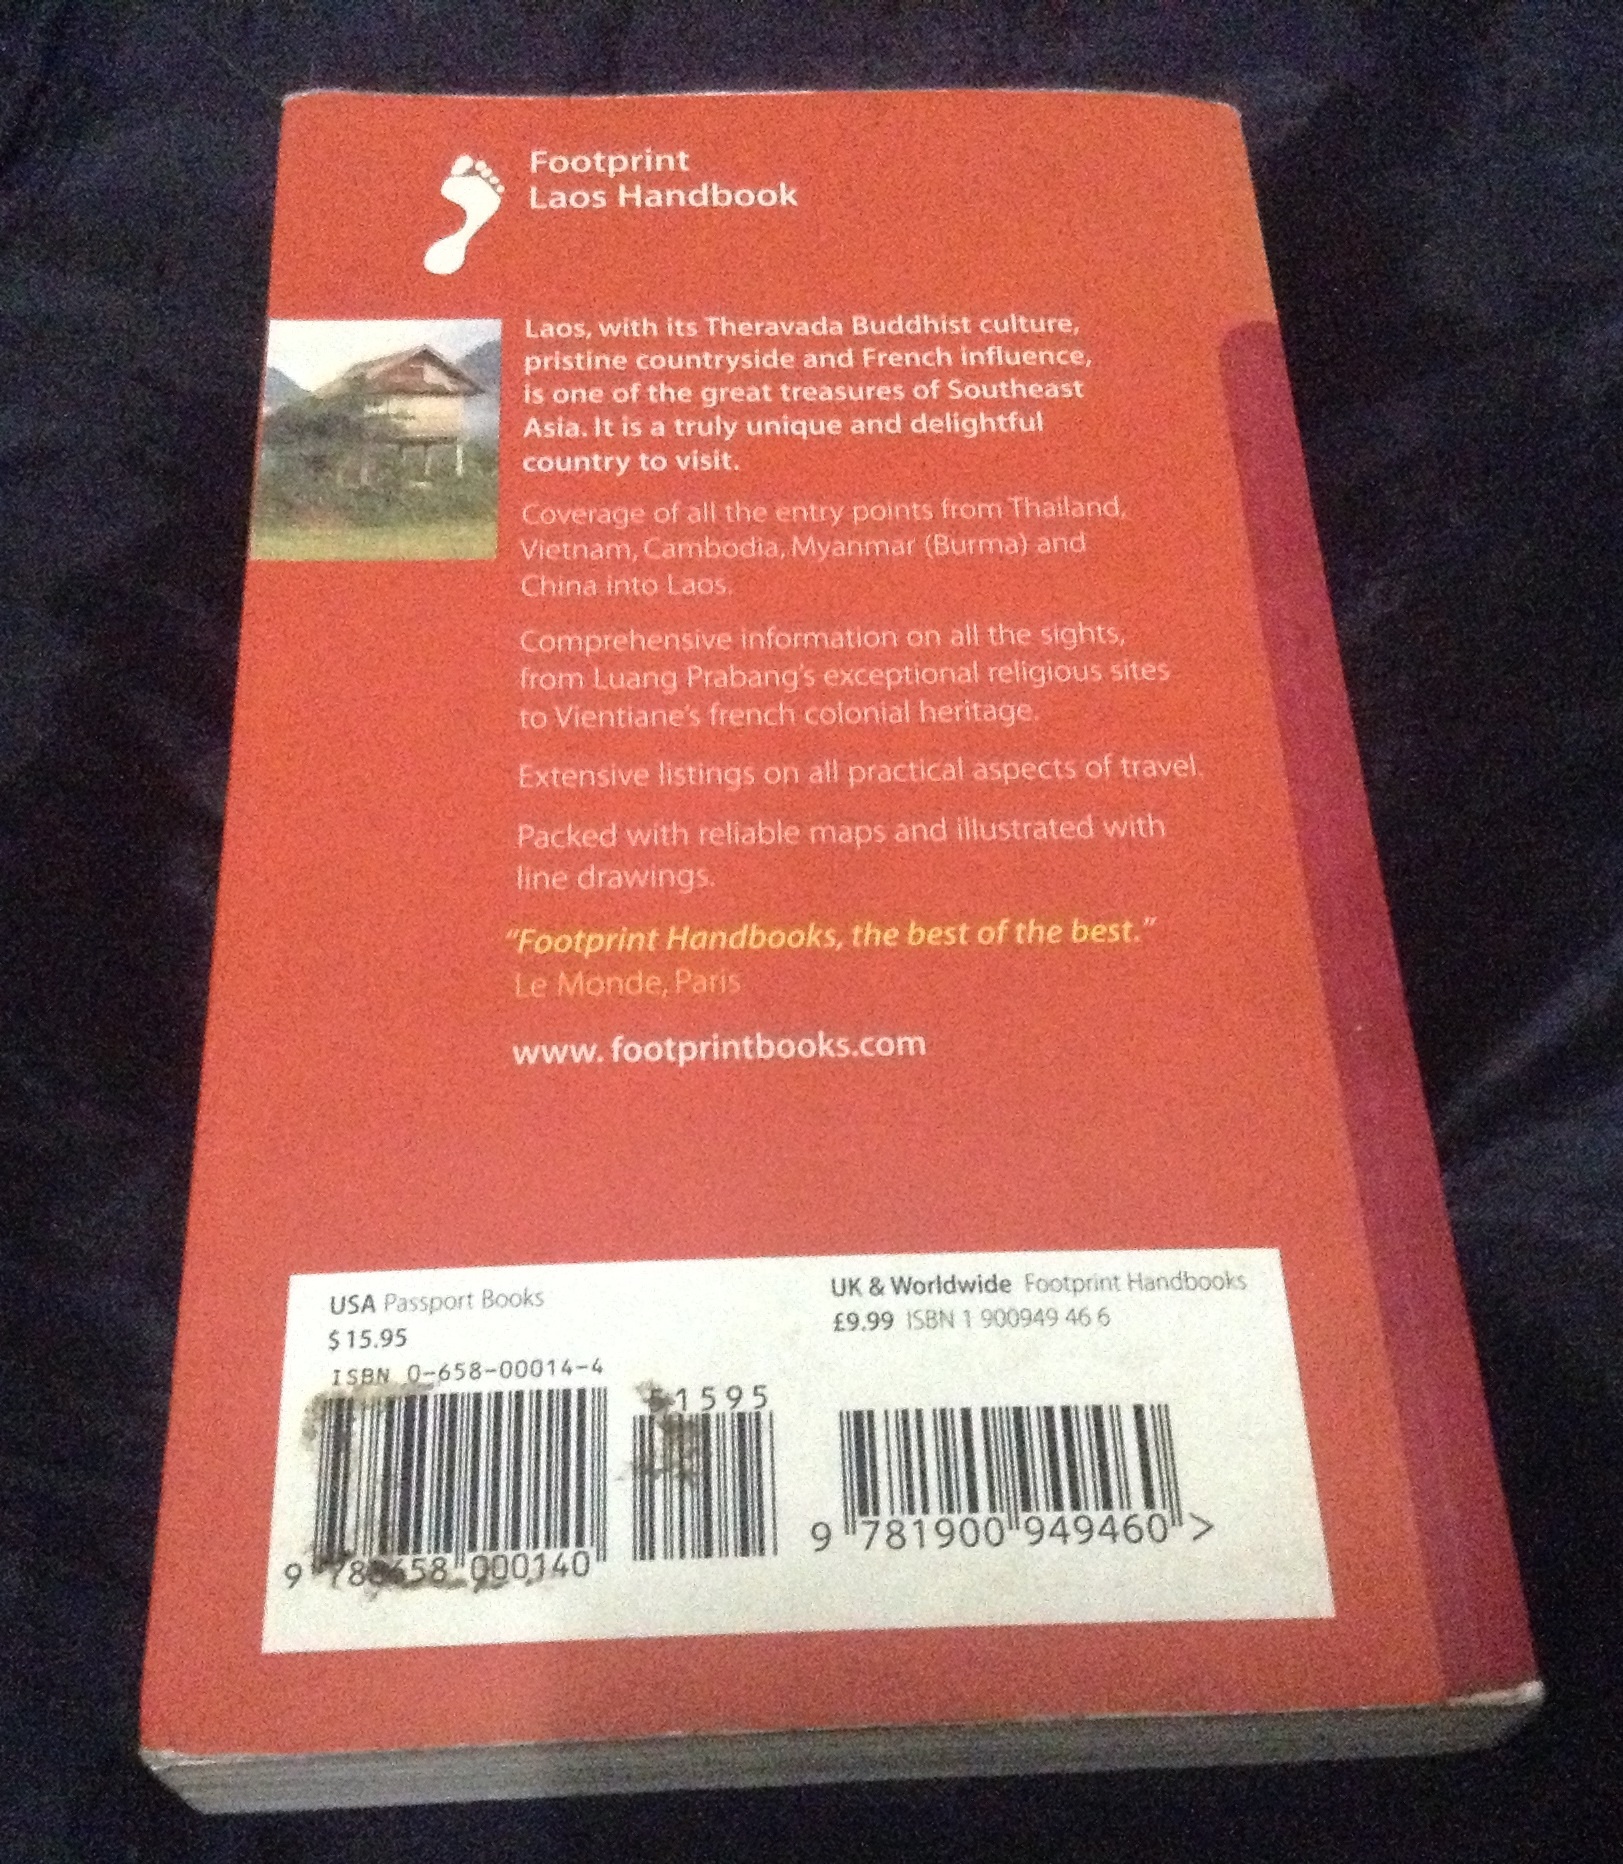 Footprint
Laos Handbook
Laos, with its Theravada Buddhist culture,
pristine countryside and French influence,
is one of the great treasures of Southeast
Asia. It is a truly unique and delightful
country to visit.
Coverage of all the entry points from Thailand,
Vietnam, Cambodia, Myanmar (Burma) and
China into Laos.
Comprehensive information on all the sights,
from Luang Prabang's exceptional religious sites
to Vientiane's french colonial heritage.
Extensive listings on all practical aspects of travel.
Packed with reliable maps and illustrated with
line drawings.
"Footprint Handbooks, the best of the best."
Le Monde, Paris
www. footprintbooks.com
USA Passport Books
$15.95
ISBN 0-658-00014-4
51595
9 780658 000140
UK & Worldwide Footprint Handbooks
£9.99 ISBN 1 900949 46 6
9 781900 949460 >